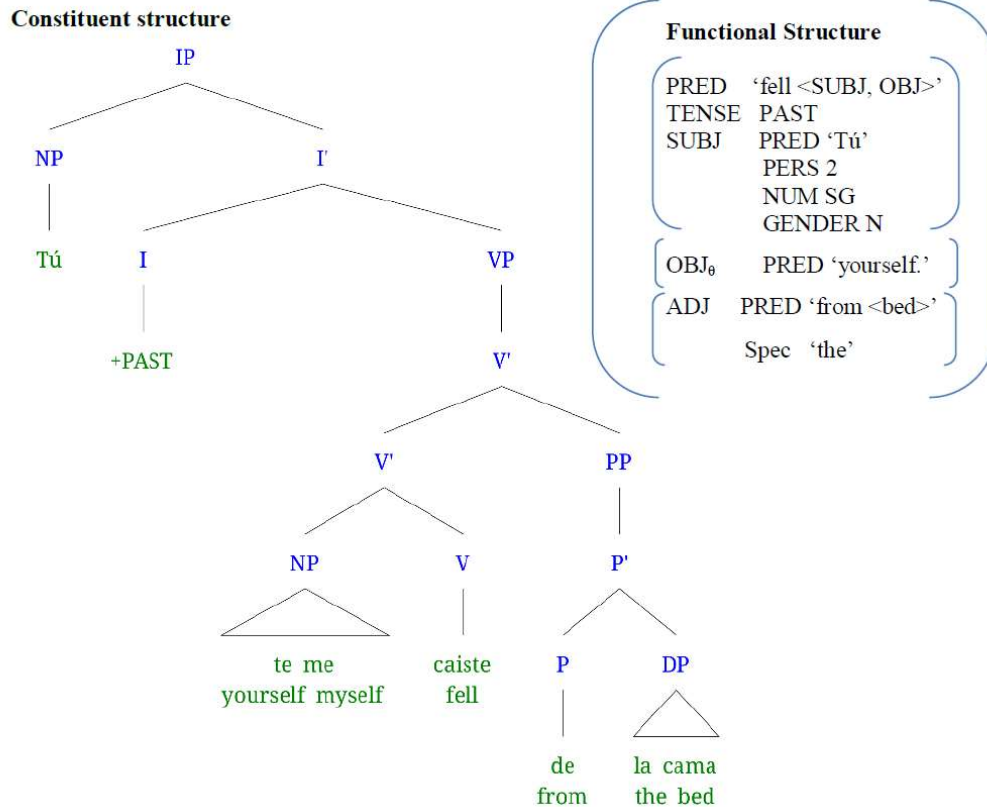 Constituent structure
IP
NP I'
Tú I VP
+PAST V'
V' PP
NP V P'
te me caiste P DP
yourself myself fell
de la cama
from the bed
Functional Structure
PRED ‘fell <SUBJ, OBJ>’
TENSE PAST
SUBJ PRED ‘Tú’
PERS 2
NUM SG
GENDER N
OBJθ PRED ‘yourself.’
ADJ PRED ‘from <bed>’
Spec ‘the’